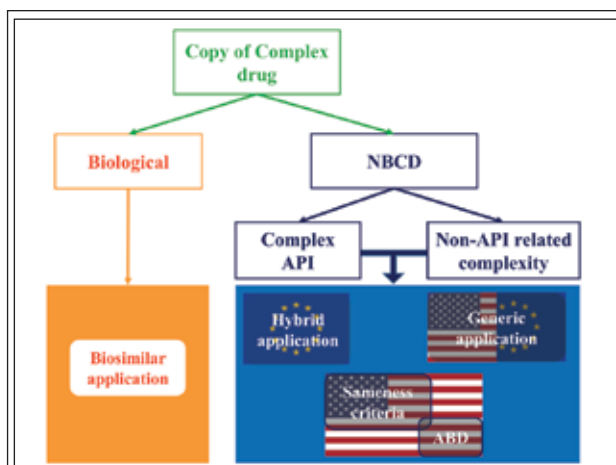 Copy of Complex
drug
Biological
NBCD
Complex
API
Non-API related
complexity
Hybrid
application
Generic
application
Biosimilar
application
Sameness
criteria
ABD